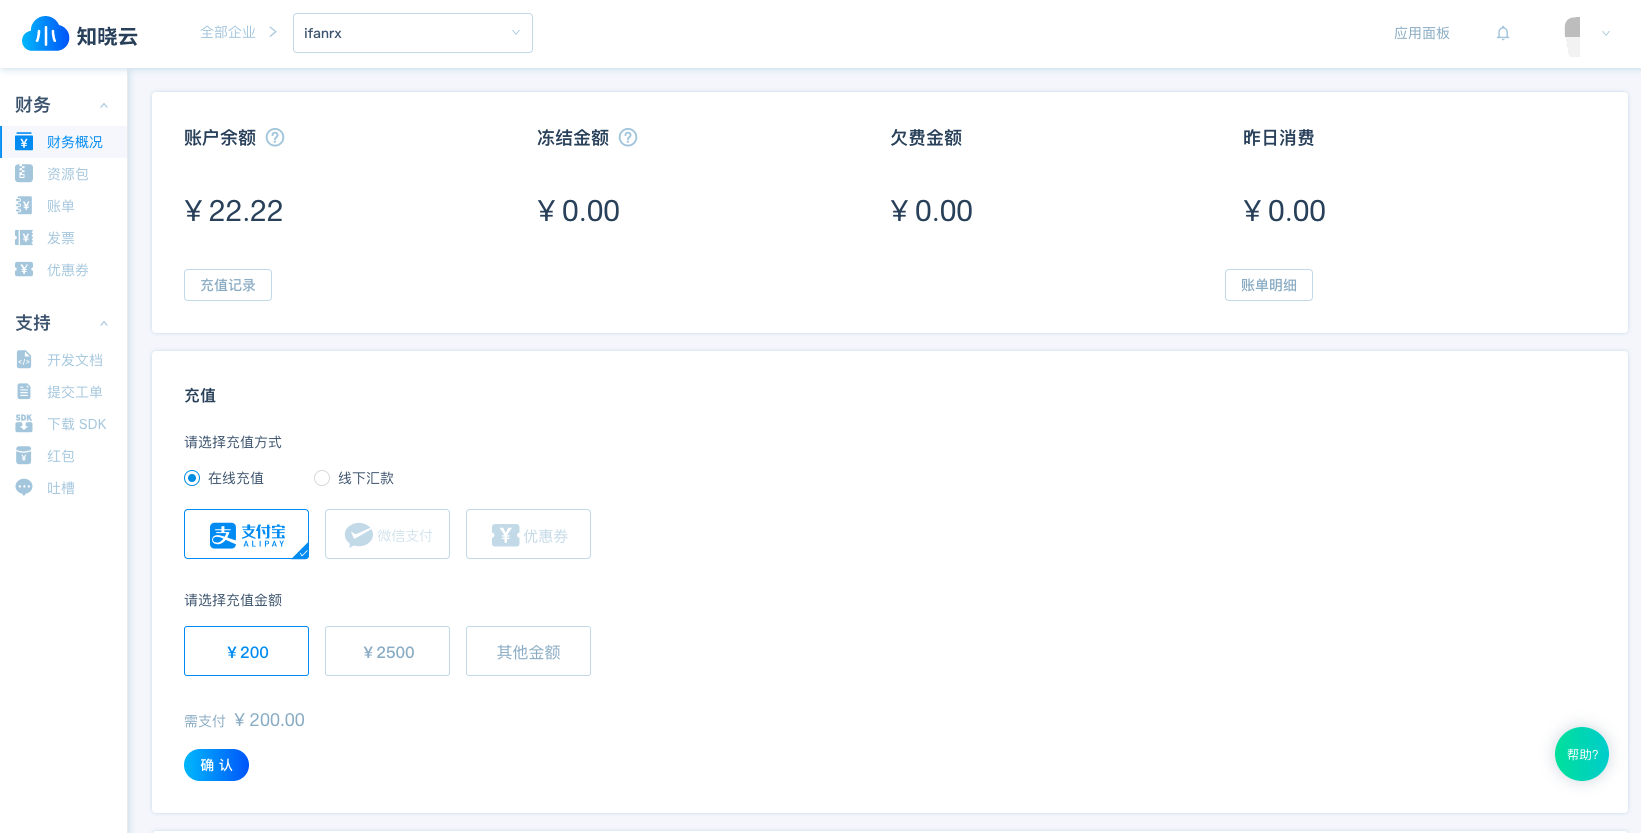 知晓云
全部企业
ifanrx
应用面板
财务
财务概况
资源包
账单
发票
优惠券
支持
开发文档
提交工单
下载 SDK
红包
吐槽
账户余额
冻结金额
欠费金额
昨日消费
¥ 22.22
¥ 0.00
¥ 0.00
¥ 0.00
充值记录
账单明细
充值
请选择充值方式
在线充值
线下汇款
支付宝
ALIPAY
微信支付
优惠券
请选择充值金额
¥ 200
¥ 2500
其他金额
需支付 ¥ 200.00
确 认
帮助?